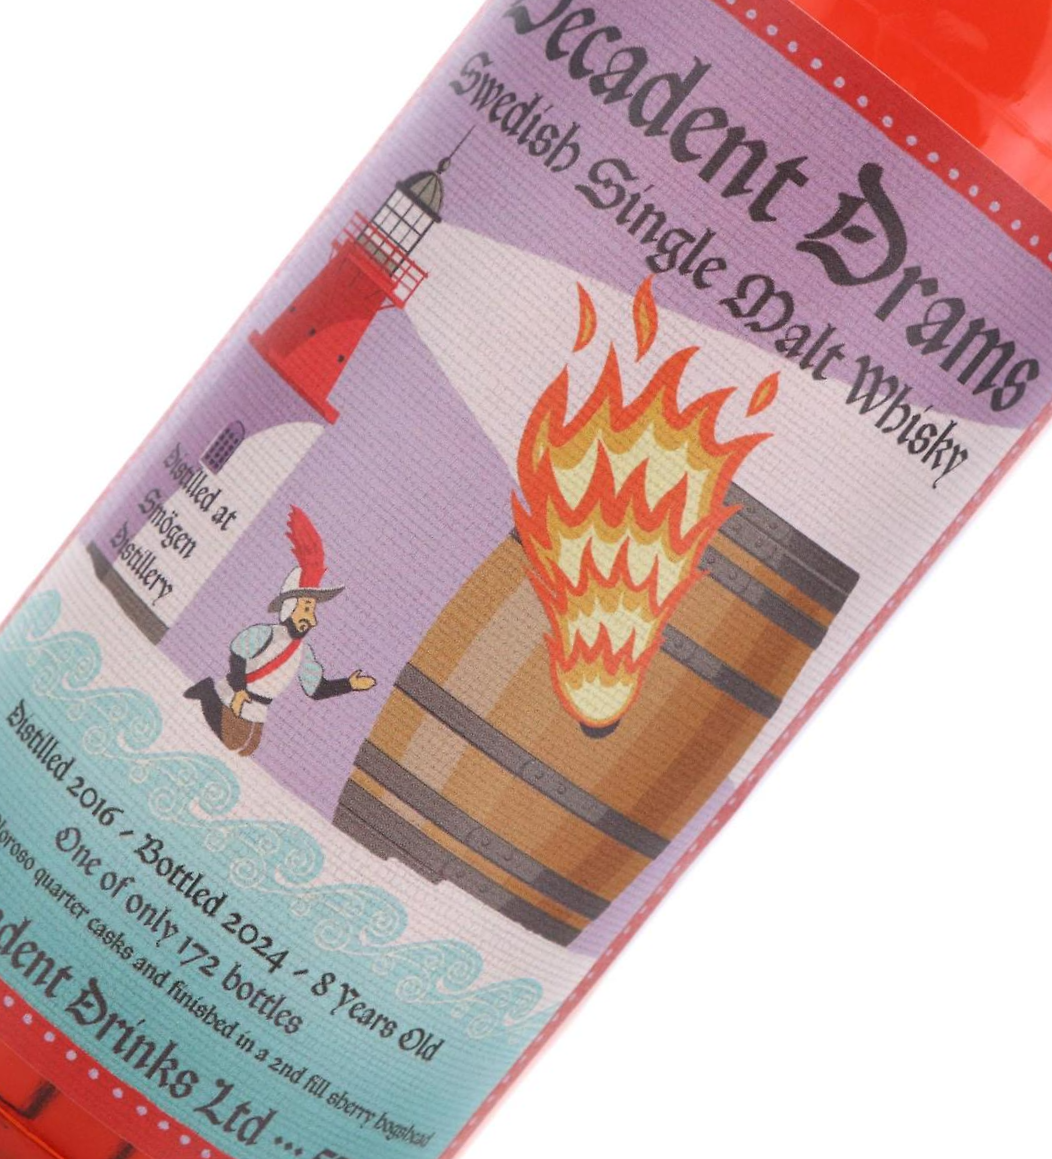 Decadent Drams
Swedish Single Malt Whisky
Distilled at
Smögen
Distillery
Distilled 2016 / Bottled 2024 / 8 Years Old
One of only 172 bottles
quarter casks and finished in a 2nd fill sherry hogshead
Drinks Ltd ...